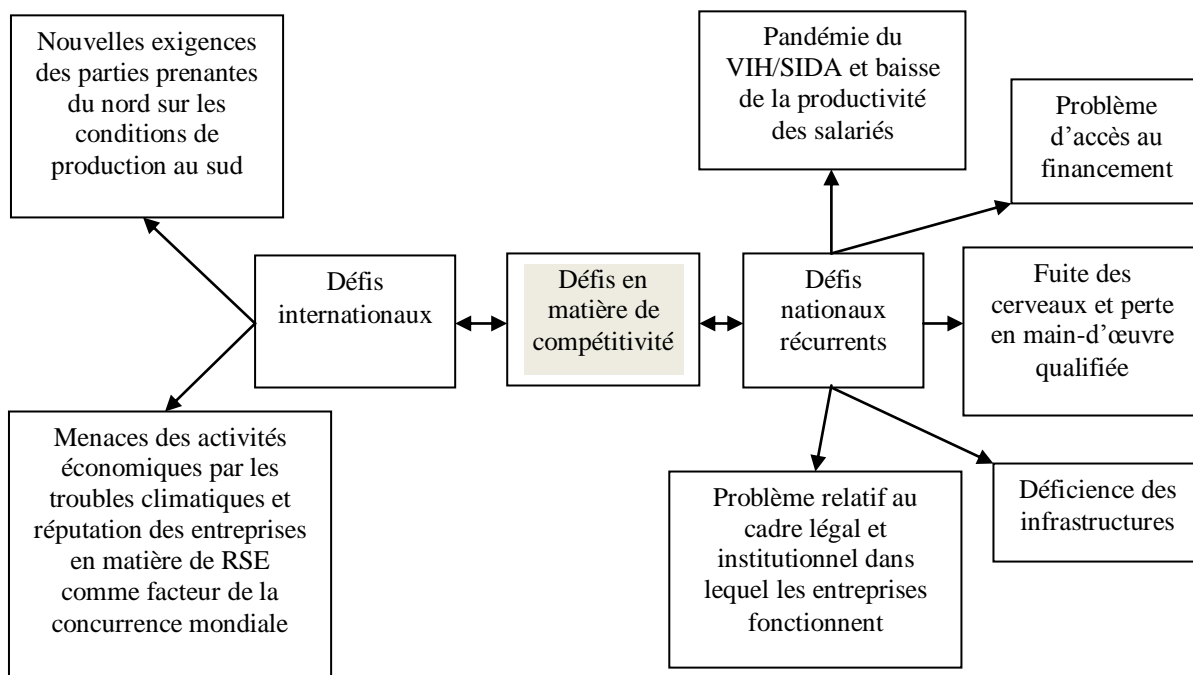 Nouvelles exigences
des parties prenantes
du nord sur les
conditions de
production au sud
Pandémie du
VIH/SIDA et baisse
de la productivité
des salariés
Problème
d’accès au
financement
Défis
internationaux
Défis en
matière de
compétitivité
Défis
nationaux
récurrents
Fuite des
cerveaux et perte
en main-d’œuvre
qualifiée
Menaces des activités
économiques par les
troubles climatiques et
réputation des entreprises
en matière de RSE
comme facteur de la
concurrence mondiale
Problème relatif au
cadre légal et
institutionnel dans
lequel les entreprises
fonctionnent
Déficience des
infrastructures